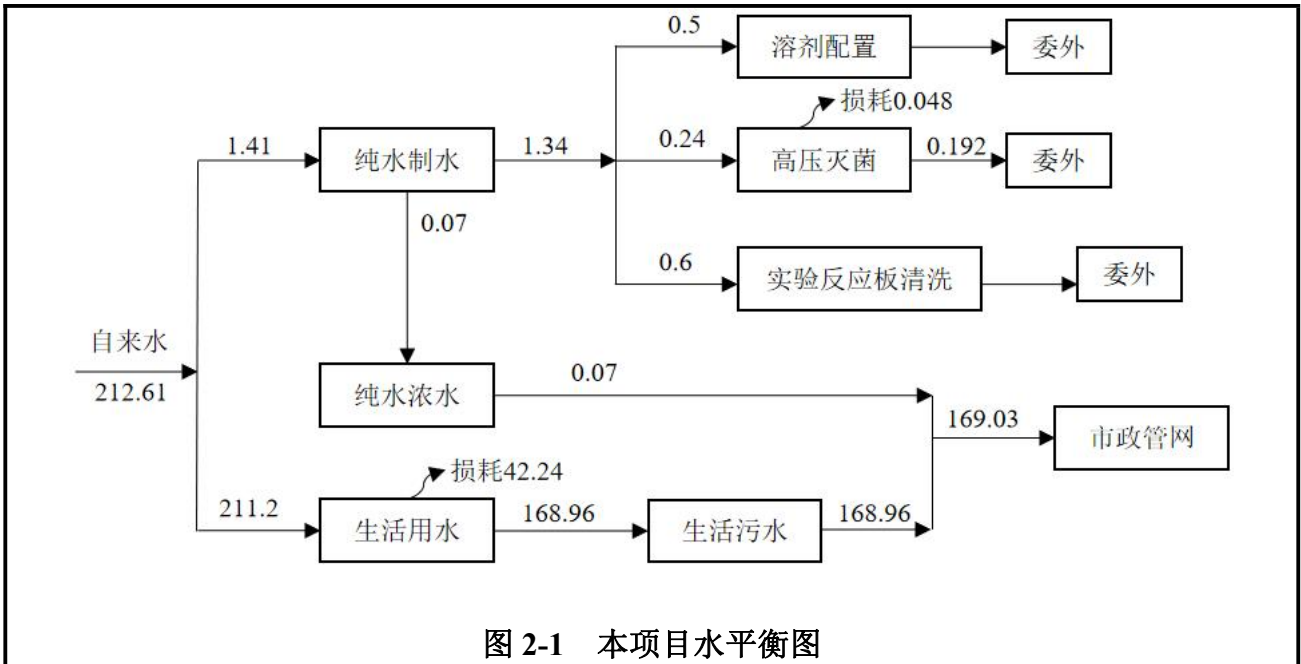 0.5
溶剂配置
委外
损耗0.048
1.41
纯水制水
1.34
0.24
高压灭菌
0.192
委外
0.07
0.6
实验反应板清洗
委外
自来水
212.61
纯水浓水
0.07
169.03
市政管网
损耗42.24
211.2
生活用水
168.96
生活污水
168.96
图 2-1 本项目水平衡图